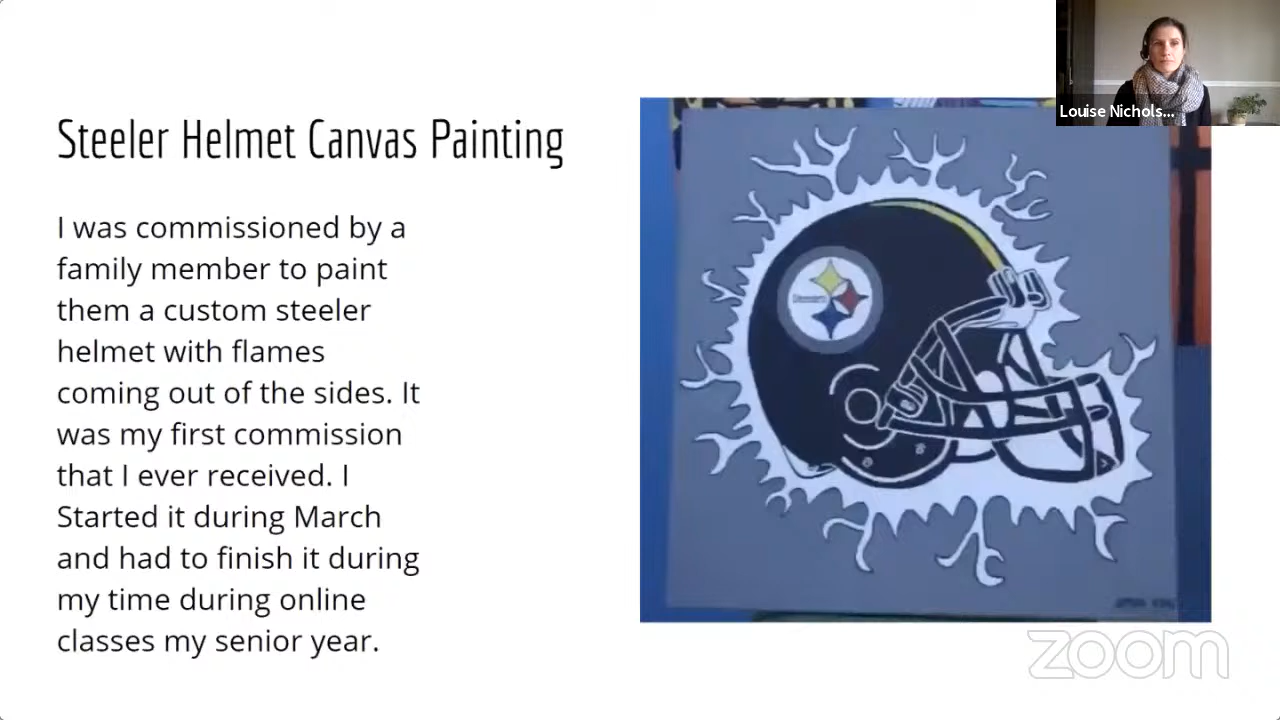 Steeler Helmet Canvas Painting
I was commissioned by a
family member to paint
them a custom steeler
helmet with flames
coming out of the sides. It
was my first commission
that I ever received. I
Started it during March
and had to finish it during
my time during online
classes my senior year.
Louise Nichols...
zoom